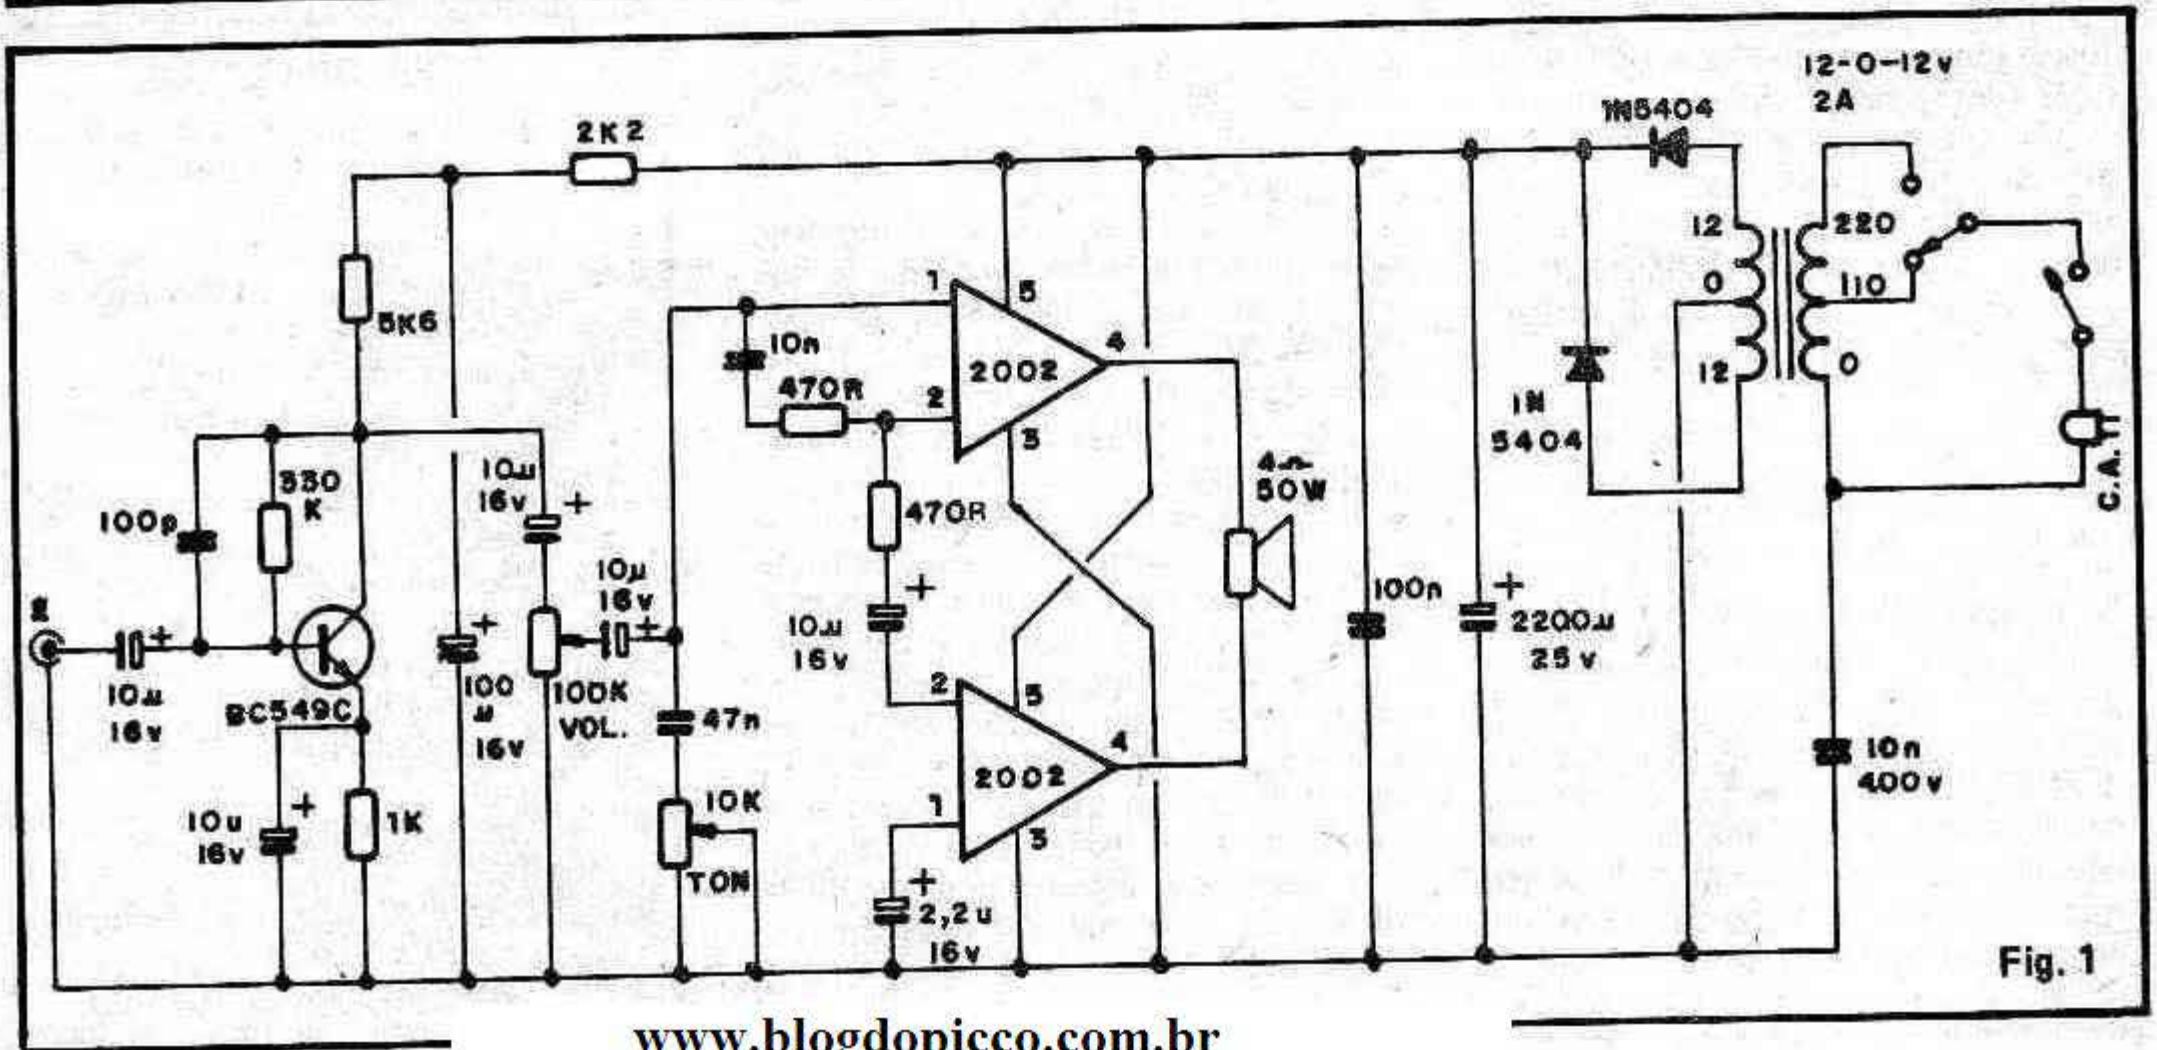 12-0-12v
2A
1N5404
2K2
12
220
0
110
12
0
C.A.
1N
5404
5K6
1
5
10n
470R
2002
4
2
3
330
K
100p
10µ
16v
470R
4Ω
50W
10µ
16v
E
10µ
16v
BC549C
100
µ
16v
100K
VOL.
47n
10µ
16v
2
5
2002
4
1
3
100n
2200µ
25v
10n
400v
10u
16v
1K
10K
TON
2,2u
16v
Fig. 1
www.blogdopicco.com.br